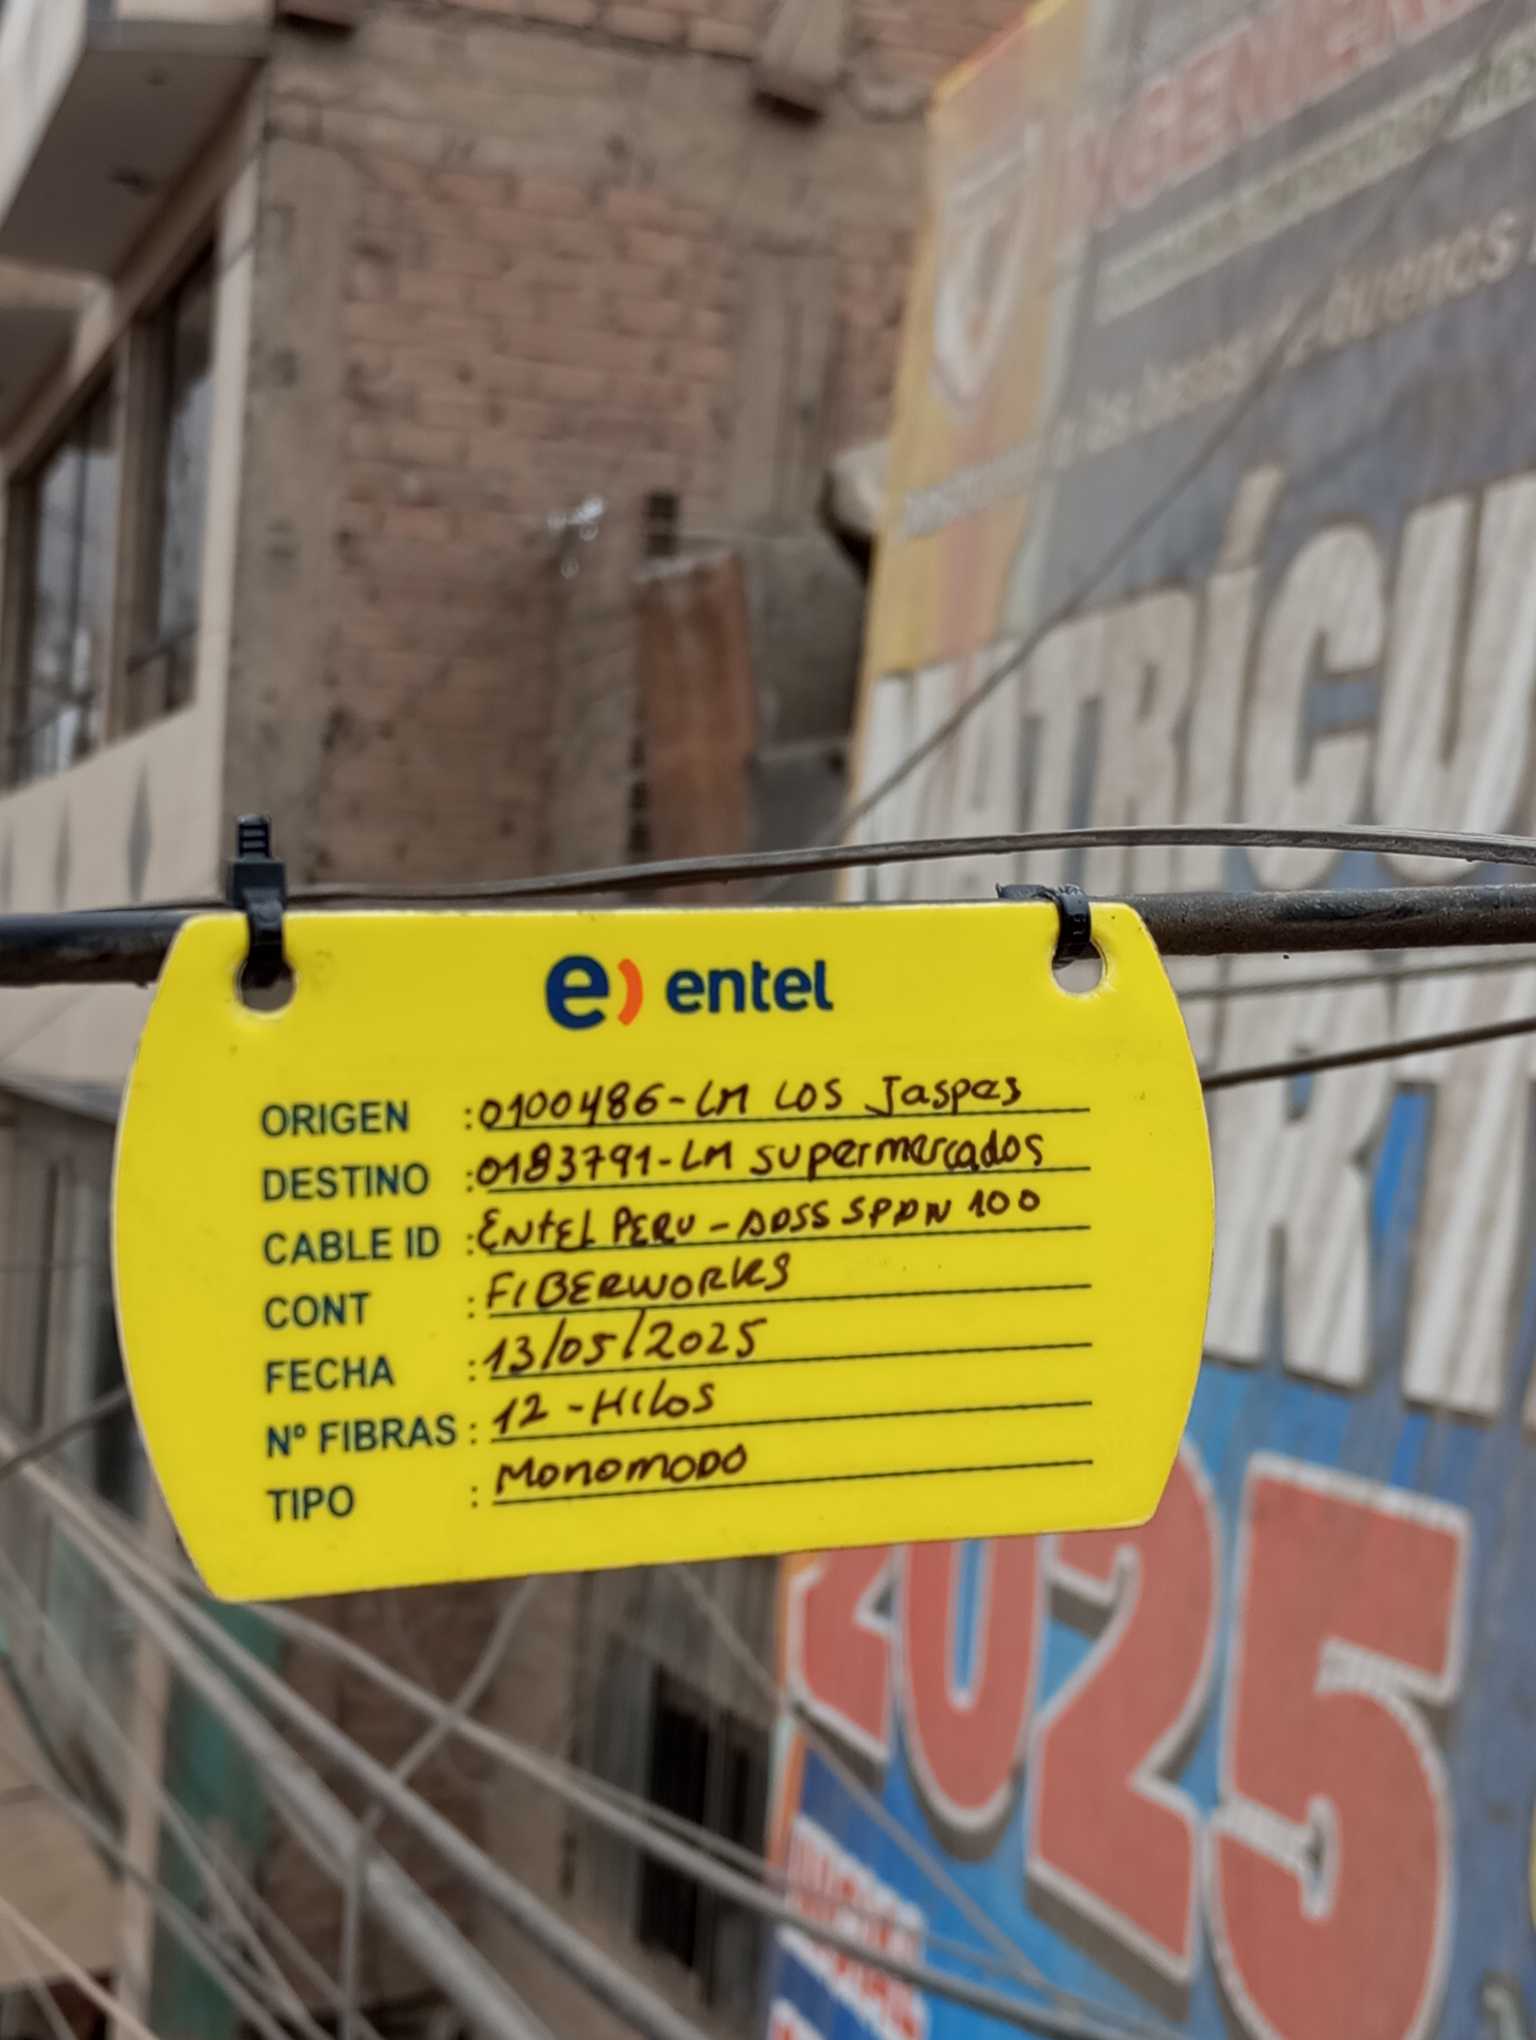 e) entel
ORIGEN : 0100486-LM LOS Jaspes
DESTINO : 0183791-LM supermercados
CABLE ID : ENTEL PERU - ADSS SPAN 100
CONT : FIBERWORKS
FECHA : 13/05/2025
Nº FIBRAS : 12 - HILOS
TIPO : MONOMODO
MATRÍCU
2025